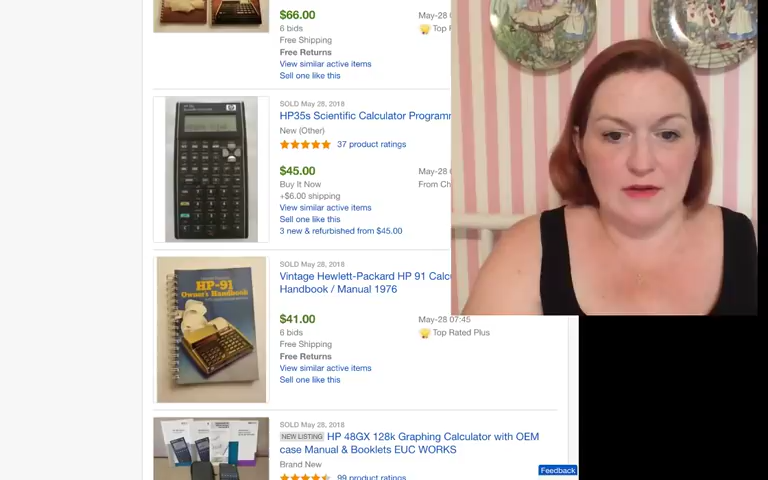 $66.00
May-28
6 bids
Top
Free Shipping
Free Returns
View similar active items
Sell one like this
SOLD May 28, 2018
HP35s Scientific Calculator
New (Other)
37 product ratings
$45.00
May-28
Buy It Now
From
+$6.00 shipping
View similar active items
Sell one like this
3 new & refurbished from $45.00
SOLD May 28, 2018
Vintage Hewlett-Packard HP 91
Handbook / Manual 1976
HP-91
Owner's Handbook
$41.00
May-28 07:45
6 bids
Top Rated Plus
Free Shipping
Free Returns
View similar active items
Sell one like this
SOLD May 28, 2018
NEW LISTING HP 48GX 128k Graphing Calculator with OEM
case Manual & Booklets EUC WORKS
Brand New
99 product ratings
Feedback